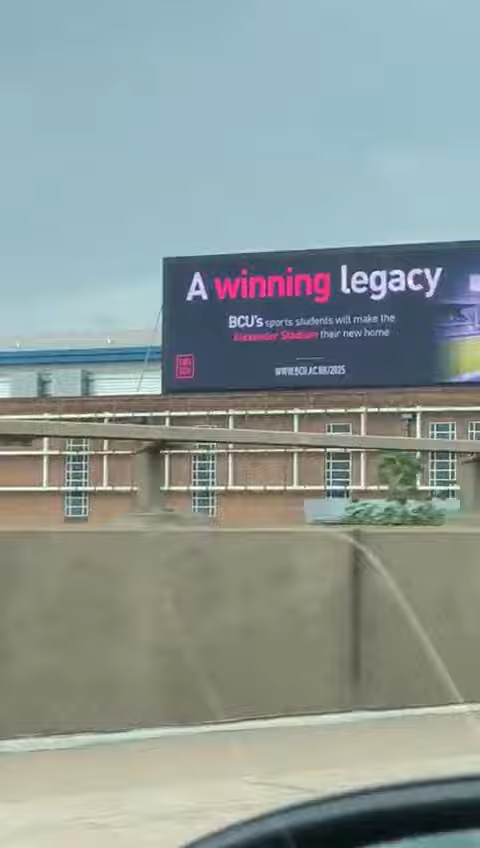 A winning legacy
BCU's sports students will make the
Alexander Stadium their new home
WWW.BCU.AC.UK/2025